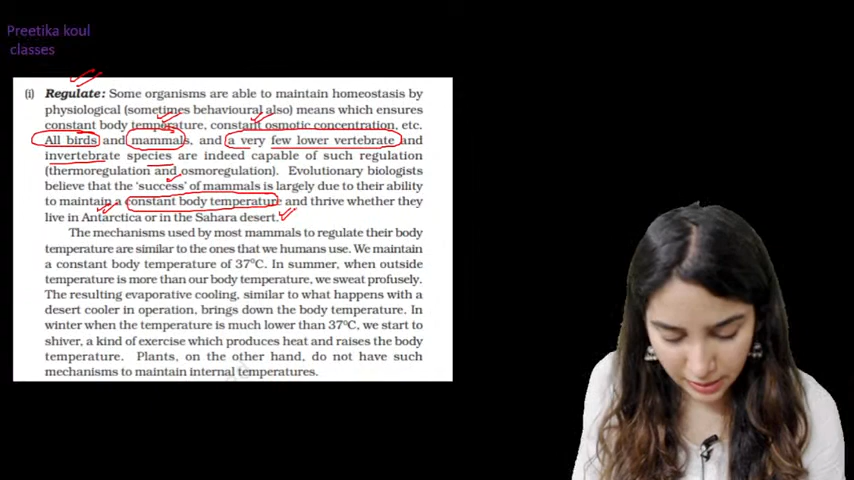 Preetika koul
classes
(i) Regulate: Some organisms are able to maintain homeostasis by
physiological (sometimes behavioural also) means which ensures
constant body temperature, constant osmotic concentration, etc.
All birds and mammals, and a very few lower vertebrate and
invertebrate species are indeed capable of such regulation
(thermoregulation and osmoregulation). Evolutionary biologists
believe that the ‘success’ of mammals is largely due to their ability
to maintain a constant body temperature and thrive whether they
live in Antarctica or in the Sahara desert.
The mechanisms used by most mammals to regulate their body
temperature are similar to the ones that we humans use. We maintain
a constant body temperature of 37⁰C. In summer, when outside
temperature is more than our body temperature, we sweat profusely.
The resulting evaporative cooling, similar to what happens with a
desert cooler in operation, brings down the body temperature. In
winter when the temperature is much lower than 37⁰C, we start to
shiver, a kind of exercise which produces heat and raises the body
temperature. Plants, on the other hand, do not have such
mechanisms to maintain internal temperatures.